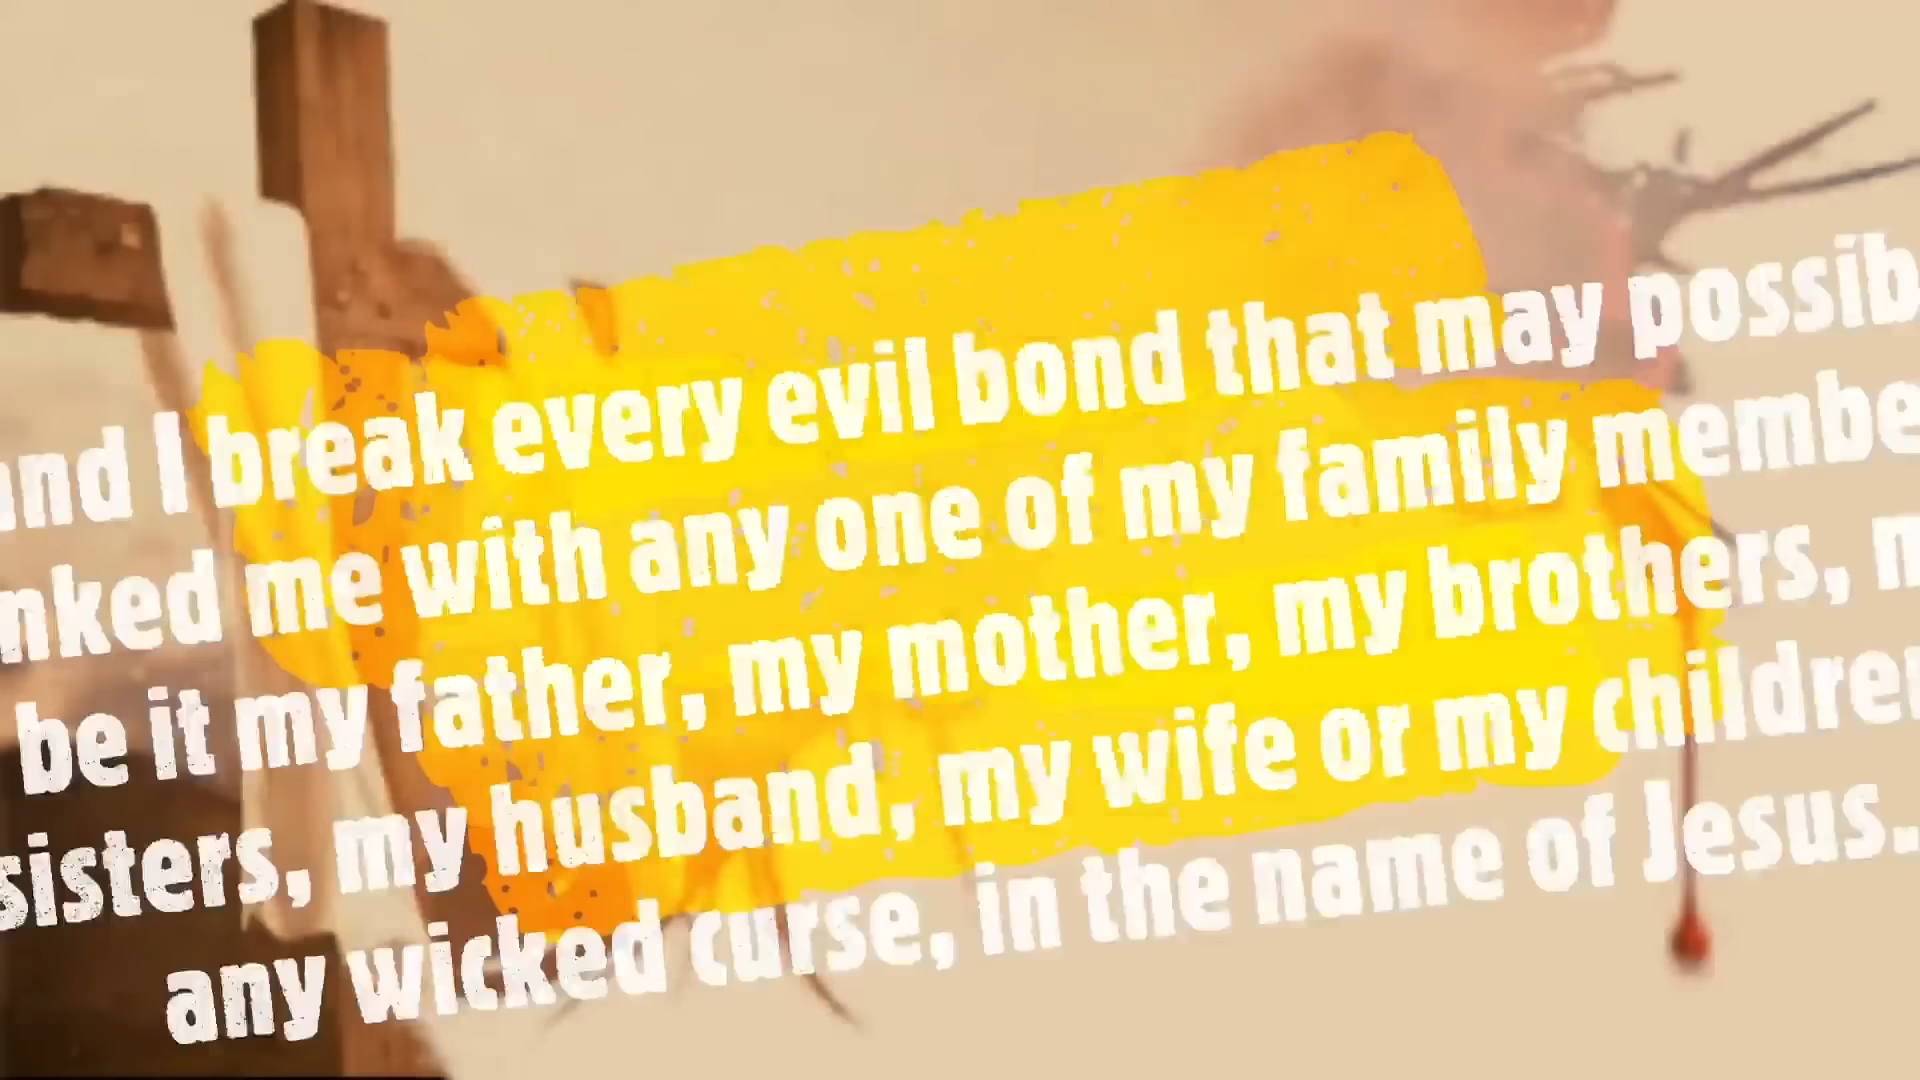 and I break every evil bond that may possib
nked me with any one of my family membe
be it my father, my mother, my brothers, m
sisters, my husband, my wife or my children
any wicked curse, in the name of Jesus.